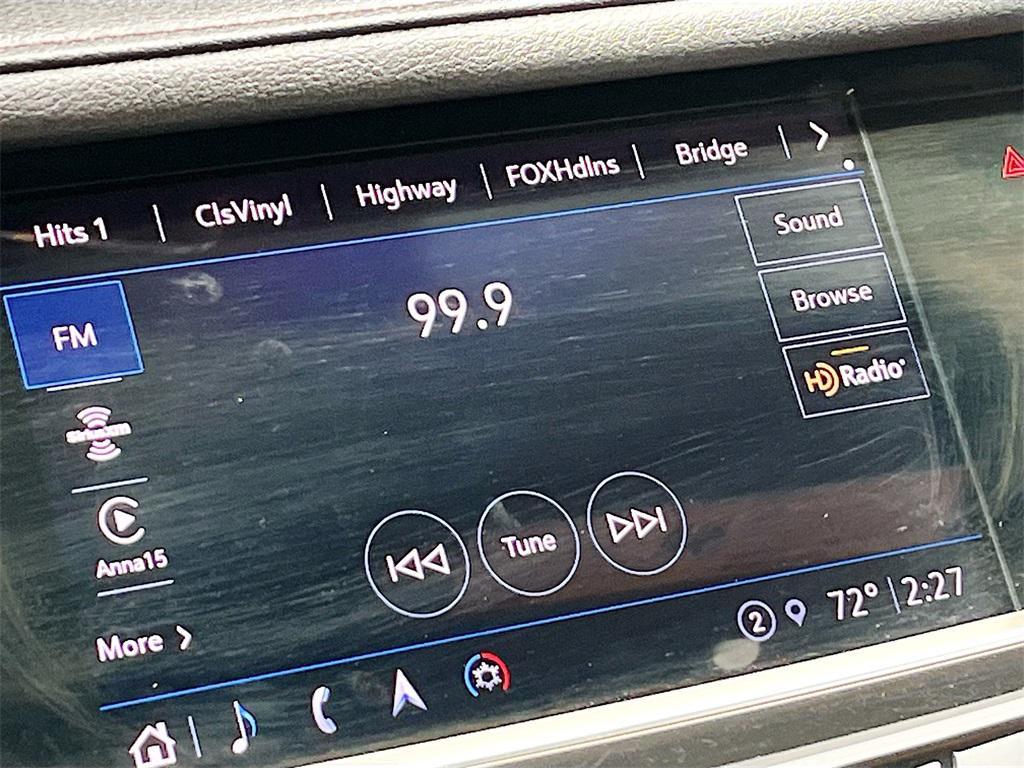 Hits 1 | ClsVinyl | Highway | FOXHdlns | Bridge
Sound
FM
99.9
Browse
HD Radio
siriusxm
Tune
Anna15
More
2 72° | 2:27